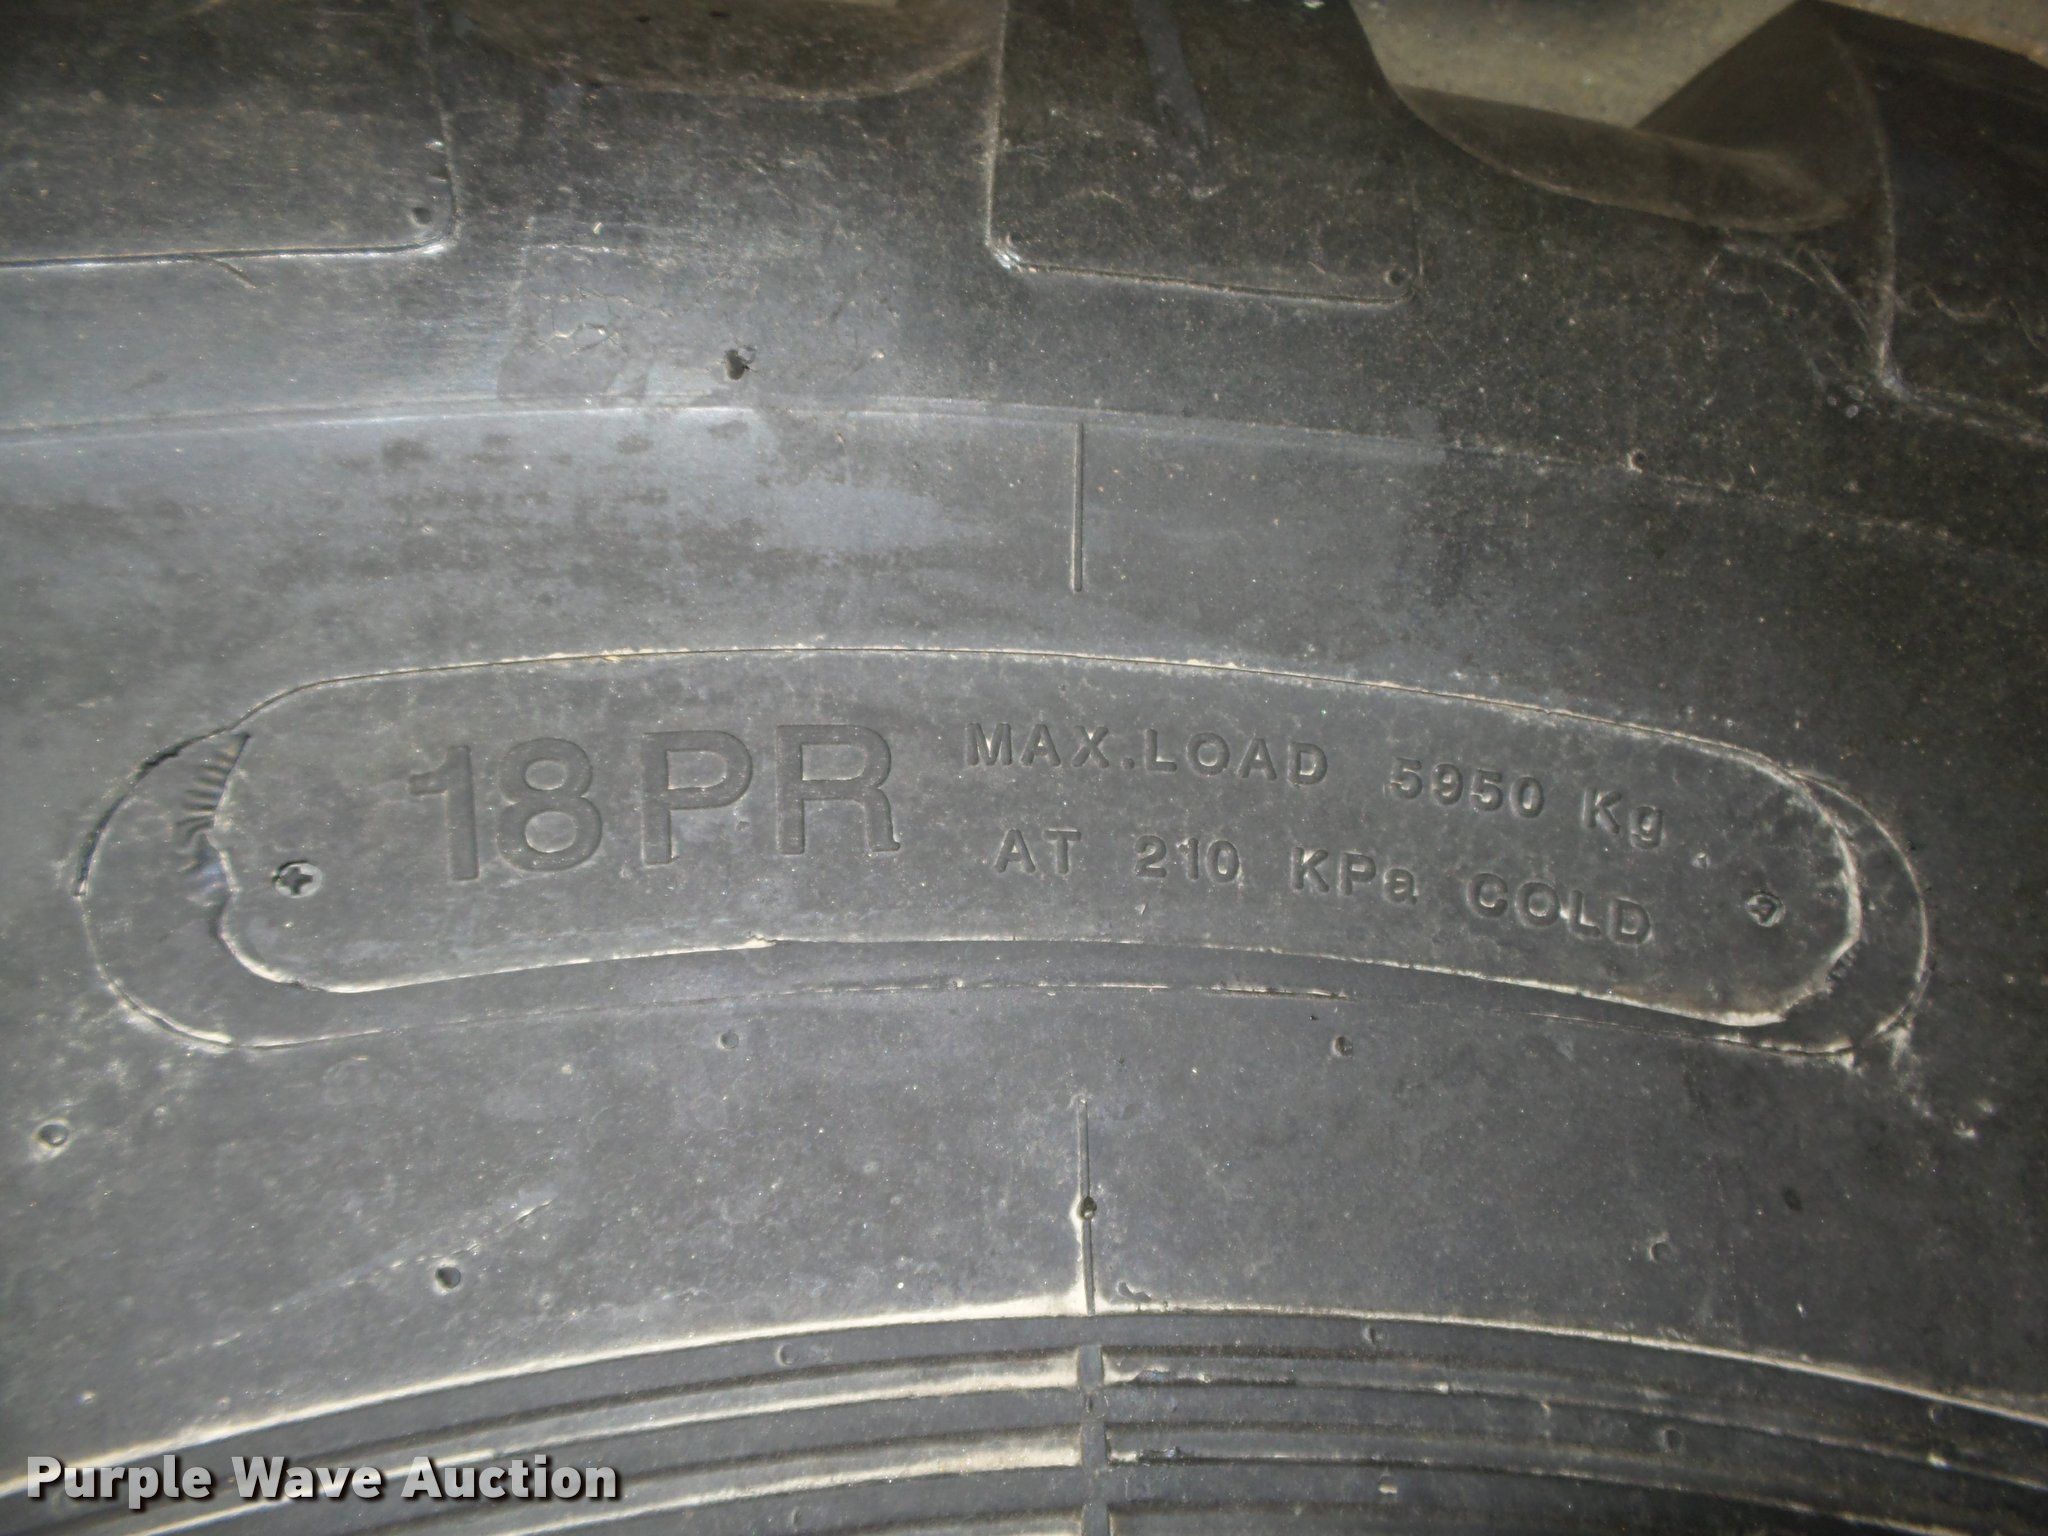 18PR
MAX.LOAD 5950 Kg
AT 210 KPa COLD
Purple Wave Auction